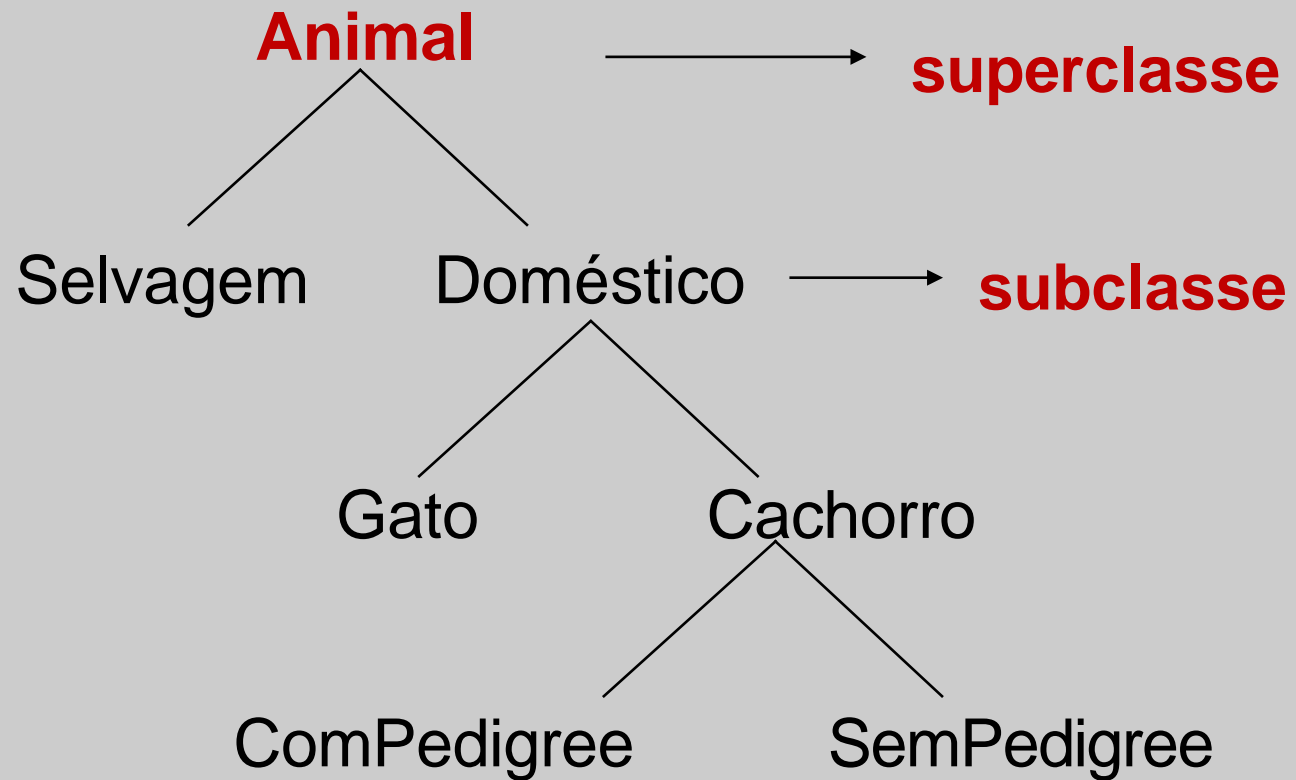 Animal
superclasse
Selvagem
Doméstico
subclasse
Gato
Cachorro
ComPedigree
SemPedigree